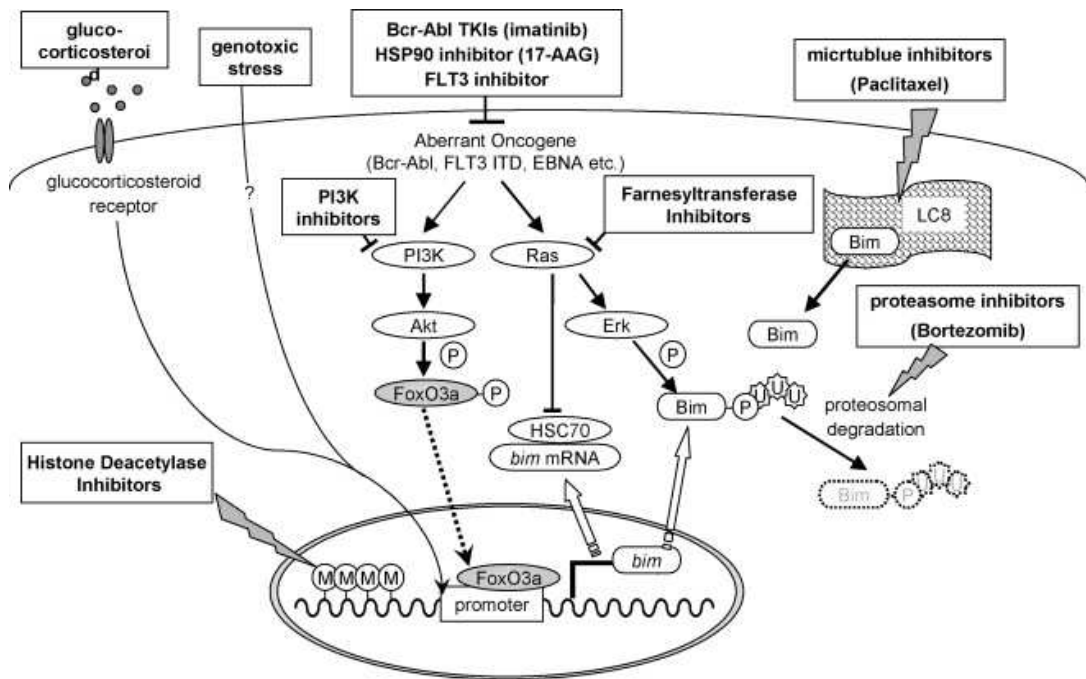 gluco-
corticosteroi
d
genotoxic
stress
Bcr-Abl TKIs (imatinib)
HSP90 inhibitor (17-AAG)
FLT3 inhibitor
micrtublue inhibitors
(Paclitaxel)
Aberrant Oncogene
(Bcr-Abl, FLT3 ITD, EBNA etc.)
glucocorticosteroid
receptor
?
PI3K
inhibitors
Farnesyltransferase
Inhibitors
LC8
Bim
PI3K
Ras
proteasome inhibitors
(Bortezomib)
Akt
Erk
Bim
P
P
FoxO3a
P
Bim
P
U
U
U
proteosomal
degradation
HSC70
bim mRNA
Histone Deacetylase
Inhibitors
Bim
P
U
U
U
bim
M
M
M
M
FoxO3a
promoter